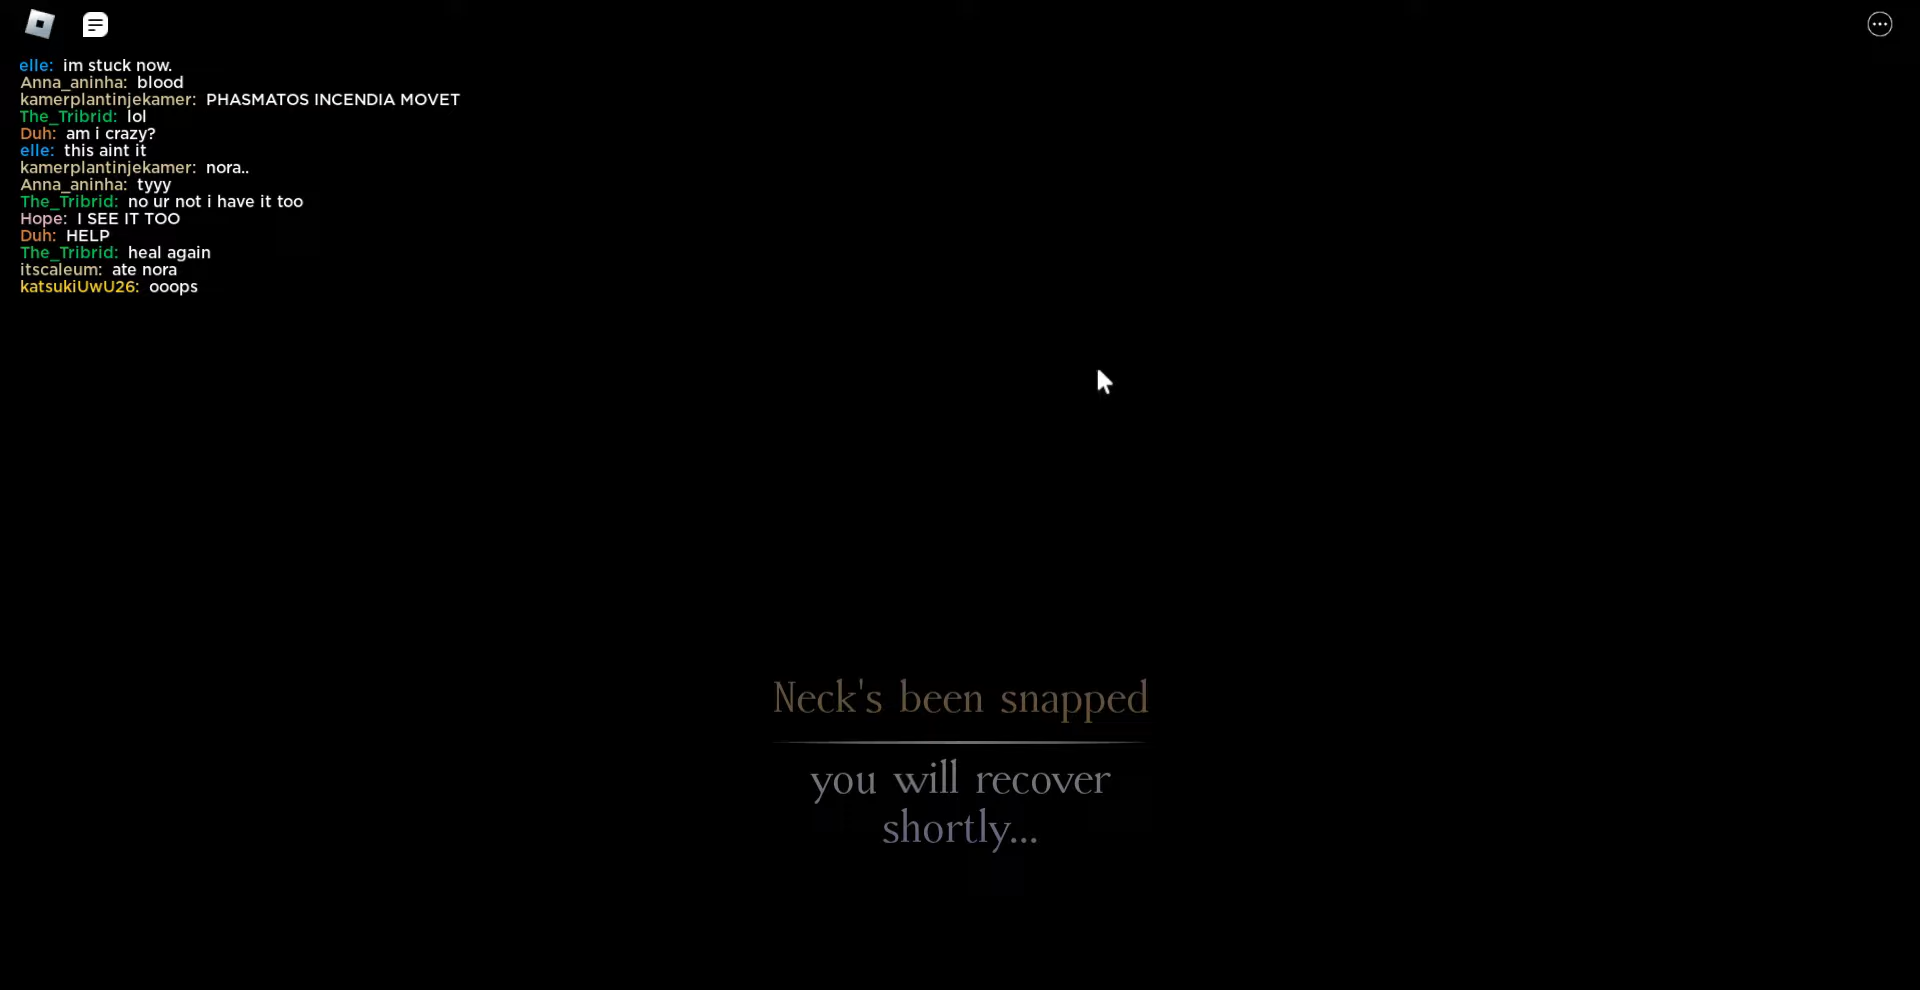 elle: im stuck now.
Anna_aninha: blood
kamerplantinjekamer: PHASMATOS INCENDIA MOVET
The_Tribrid: lol
Duh: am i crazy?
elle: this aint it
kamerplantinjekamer: nora..
Anna_aninha: tyyy
The_Tribrid: no ur not i have it too
Hope: I SEE IT TOO
Duh: HELP
The_Tribrid: heal again
itscaleum: ate nora
katsukiUwU26: ooops
Neck's been snapped
you will recover
shortly...